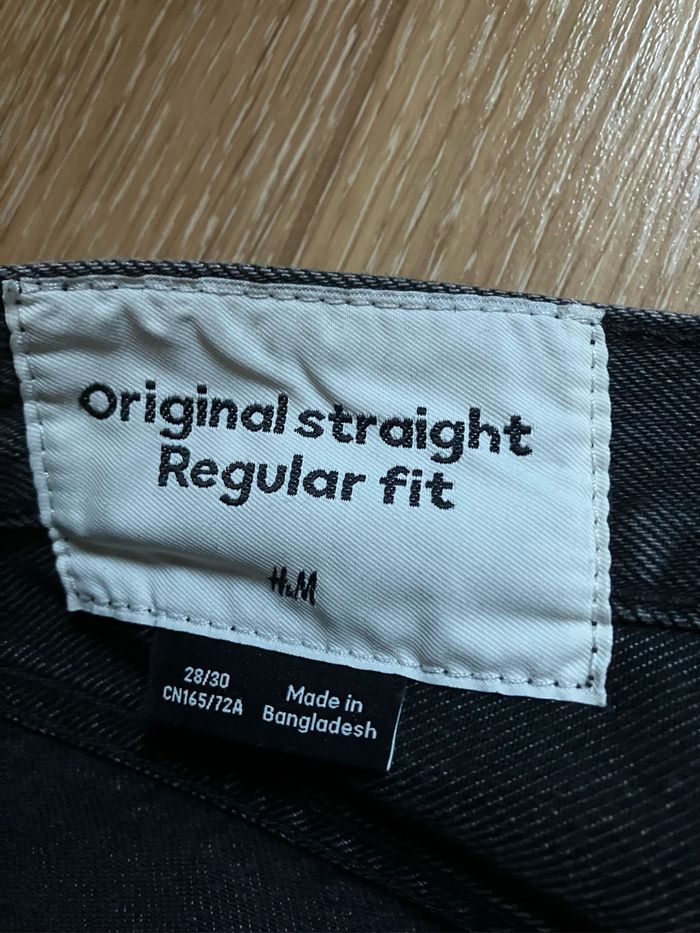 Original straight
Regular fit
H&M
28/30
CN165/72A
Made in
Bangladesh